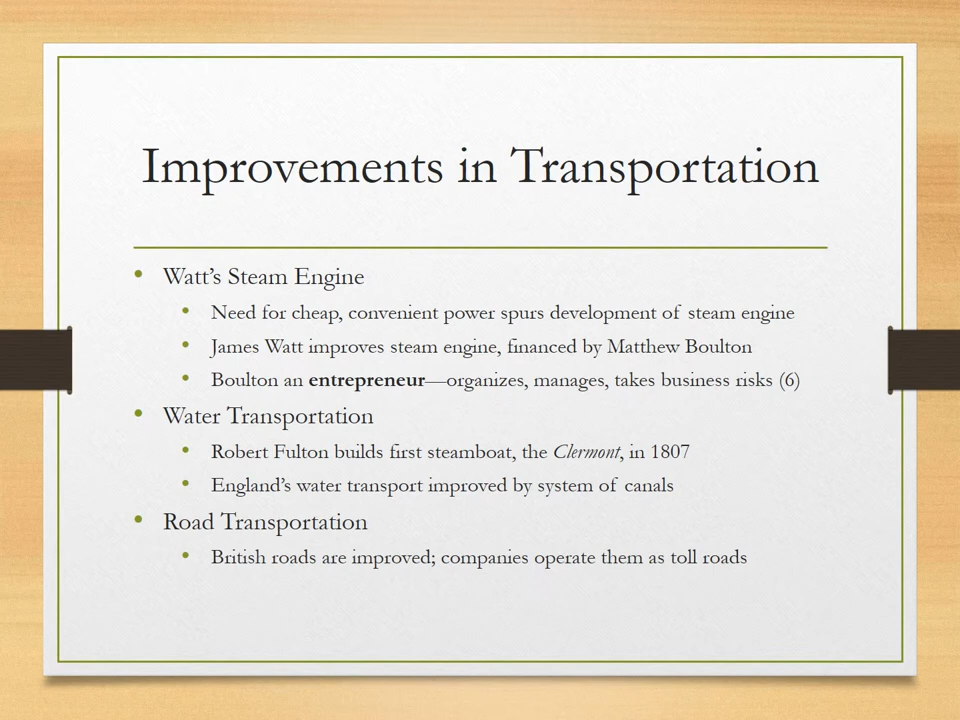 Improvements in Transportation
• Watt’s Steam Engine
• Need for cheap, convenient power spurs development of steam engine
• James Watt improves steam engine, financed by Matthew Boulton
• Boulton an entrepreneur—organizes, manages, takes business risks (6)
• Water Transportation
• Robert Fulton builds first steamboat, the Clermont, in 1807
• England’s water transport improved by system of canals
• Road Transportation
• British roads are improved; companies operate them as toll roads